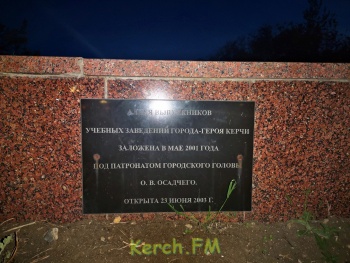 ВЫПУСКНИКОВ
УЧЕБНЫХ ЗАВЕДЕНИЙ ГОРОДА-ГЕРОЯ КЕРЧИ
ЗАЛОЖЕНА В МАЕ 2001 ГОДА
ПОД ПАТРОНАТОМ ГОРОДСКОГО ГОЛОВЫ
О. В. ОСАДЧЕГО.
ОТКРЫТА 23 ИЮНЯ 2003 Г.
Kerch.FM